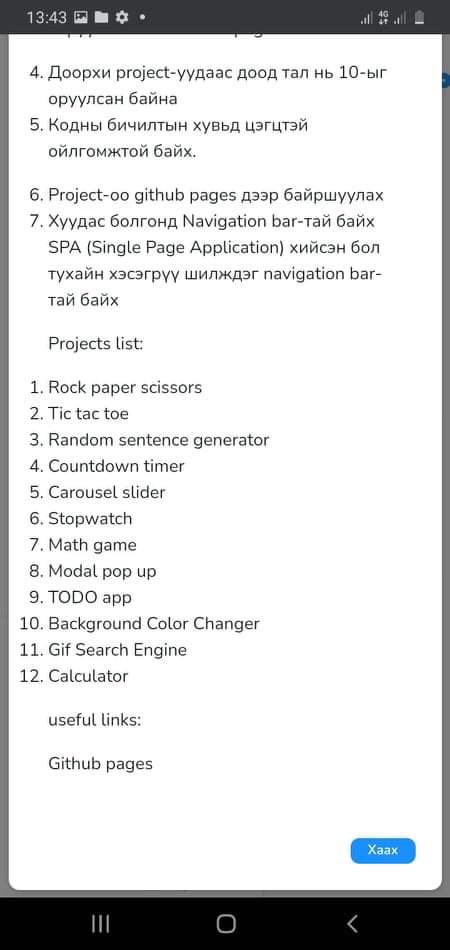 13:43
4G
4. Доорхи project-уудаас доод тал нь 10-ыг
оруулсан байна
5. Кодны бичилтын хувьд цэгцтэй
ойлгомжтой байх.
6. Project-оо github pages дээр байршуулах
7. Хуудас болгонд Navigation bar-тай байх
SPA (Single Page Application) хийсэн бол
тухайн хэсэгрүү шилждэг navigation bar-
тай байх
Projects list:
1. Rock paper scissors
2. Tic tac toe
3. Random sentence generator
4. Countdown timer
5. Carousel slider
6. Stopwatch
7. Math game
8. Modal pop up
9. TODO app
10. Background Color Changer
11. Gif Search Engine
12. Calculator
useful links:
Github pages
Хаах